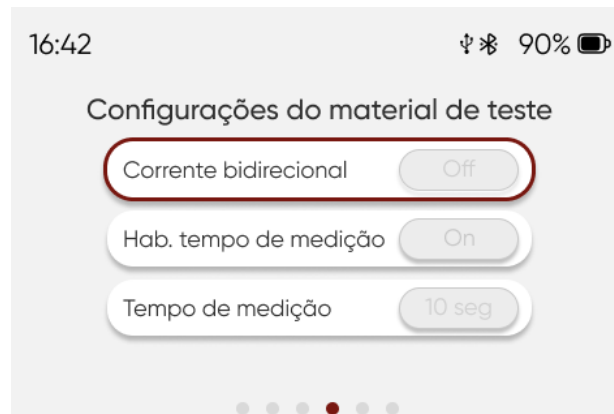 16:42 90%
Configurações do material de teste
Corrente bidirecional Off
Hab. tempo de medição On
Tempo de medição 10 seg